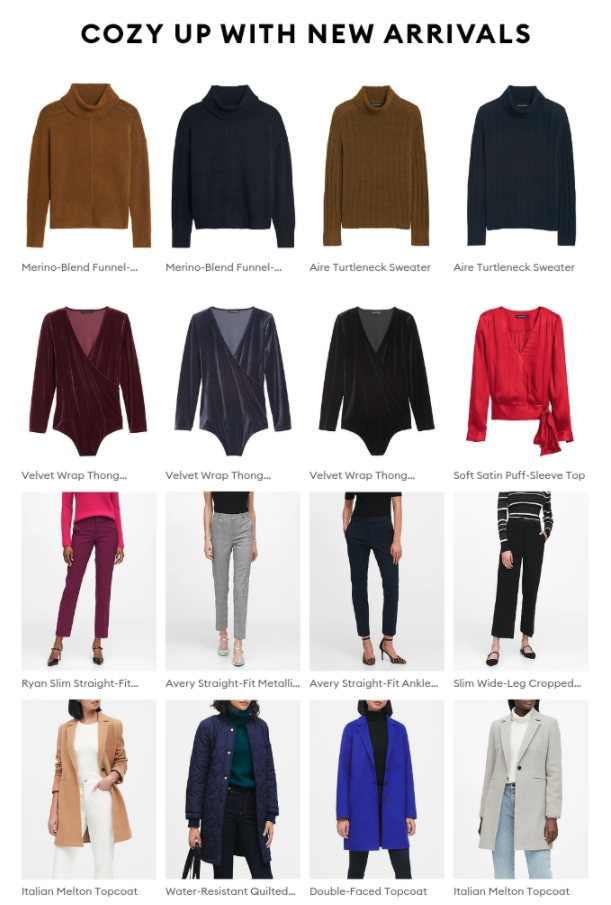 COZY UP WITH NEW ARRIVALS
Merino-Blend Funnel-...
Merino-Blend Funnel-...
Aire Turtleneck Sweater
Aire Turtleneck Sweater
Velvet Wrap Thong...
Velvet Wrap Thong...
Velvet Wrap Thong...
Soft Satin Puff-Sleeve Top
Ryan Slim Straight-Fit...
Avery Straight-Fit Metalli...
Avery Straight-Fit Ankle...
Slim Wide-Leg Cropped...
Italian Melton Topcoat
Water-Resistant Quilted...
Double-Faced Topcoat
Italian Melton Topcoat